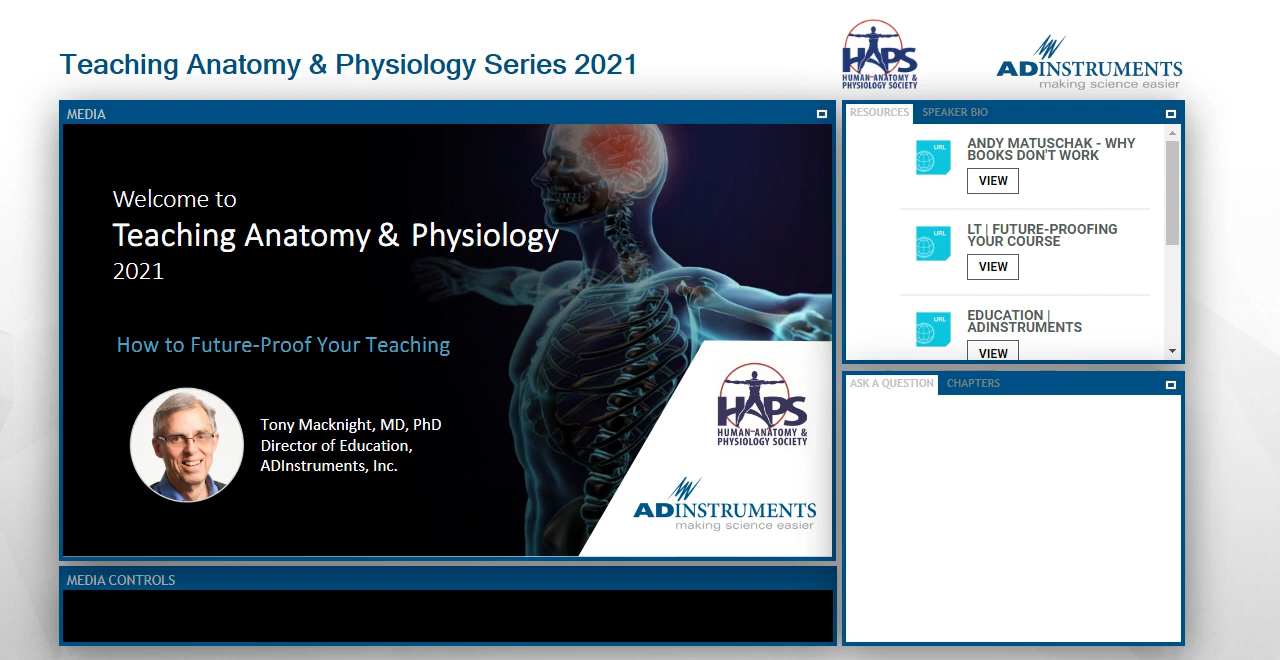 Teaching Anatomy & Physiology Series 2021
HAPS
HUMAN ANATOMY &
PHYSIOLOGY SOCIETY
ADINSTRUMENTS
making science easier
MEDIA
Welcome to
Teaching Anatomy & Physiology
2021
How to Future-Proof Your Teaching
Tony Macknight, MD, PhD
Director of Education,
ADInstruments, Inc.
HAPS
HUMAN ANATOMY &
PHYSIOLOGY SOCIETY
ADINSTRUMENTS
making science easier
MEDIA CONTROLS
RESOURCES SPEAKER BIO
URL
ANDY MATUSCHAK - WHY
BOOKS DON'T WORK
VIEW
URL
LT | FUTURE-PROOFING
YOUR COURSE
VIEW
URL
EDUCATION |
ADINSTRUMENTS
VIEW
ASK A QUESTION CHAPTERS